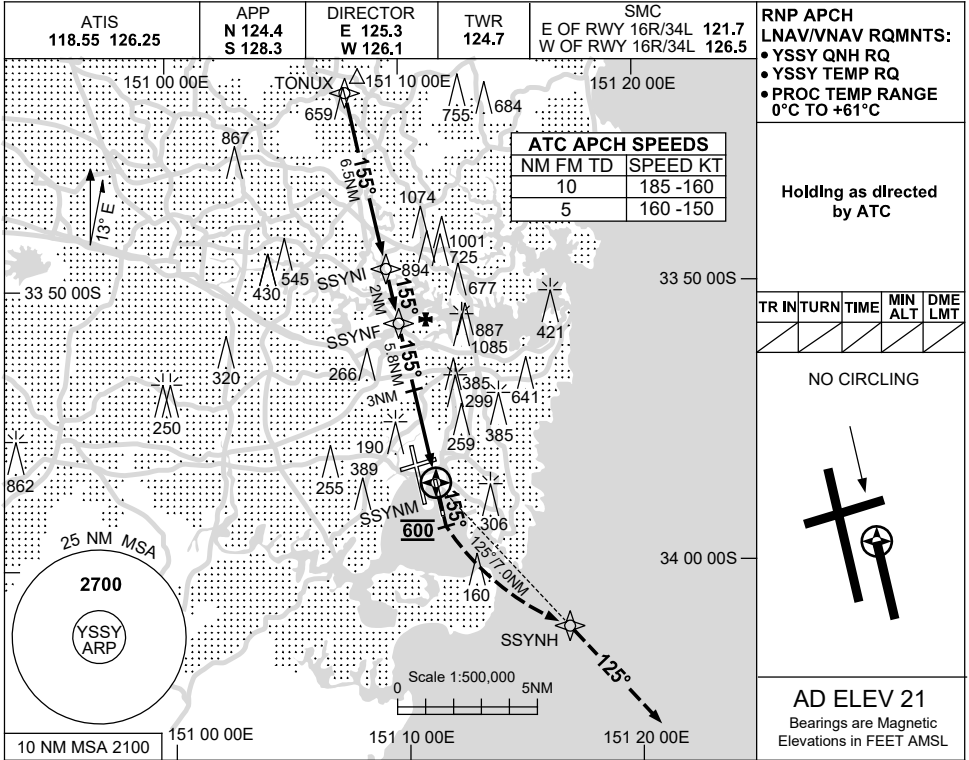 ATIS
118.55 126.25
APP
N 124.4
S 128.3
DIRECTOR
E 125.3
W 126.1
TWR
124.7
SMC
E OF RWY 16R/34L 121.7
W OF RWY 16R/34L 126.5
RNP APCH
LNAV/VNAV RQMNTS:
• YSSY QNH RQ
• YSSY TEMP RQ
• PROC TEMP RANGE
0°C TO +61°C
Holding as directed
by ATC
TR IN TURN TIME MIN ALT DME LMT
NO CIRCLING
AD ELEV 21
Bearings are Magnetic
Elevations in FEET AMSL
151 00 00E
151 10 00E
151 20 00E
TONUX
659
755
684
867
13° E
155°
6.5NM
ATC APCH SPEEDS
NM FM TD SPEED KT
10 185 -160
5 160 -150
1074
1001
725
545
430
SSYNI
894
677
33 50 00S
33 50 00S
155°
2NM
SSYNF
887
1085
421
320
155°
5.8NM
266
3NM
385
299
641
250
259
385
190
862
255
389
SSYNM
155°
306
600
125°/7.0NM
34 00 00S
160
25 NM MSA
2700
YSSY
ARP
SSYNH
125°
Scale 1:500,000
0 5NM
10 NM MSA 2100
151 00 00E
151 10 00E
151 20 00E